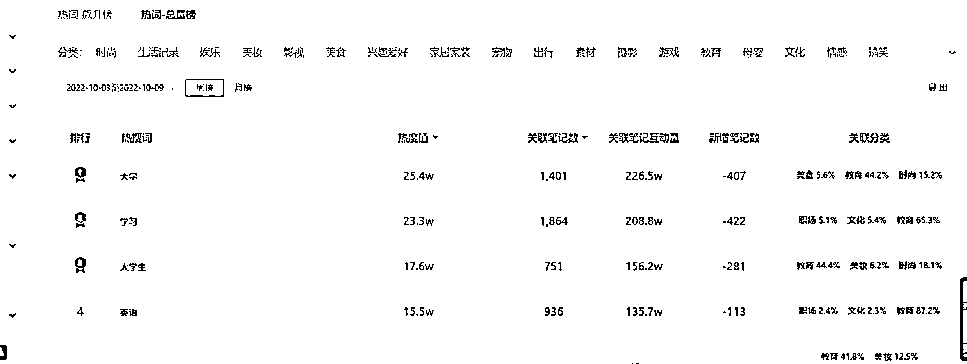 热词-飙升榜 热词-总量榜
分类： 时尚 生活记录 娱乐 美妆 影视 美食 兴趣爱好 家居家装 宠物 出行 素材 摄影 游戏 教育 母婴 文化 情感 搞笑
2022-10-03到2022-10-09 周榜 月榜 导出
排行 热搜词 热度值 关联笔记数 关联笔记互动量 新增笔记数 关联分类
大学 25.4w 1,401 226.5w -407 美食 5.6% 教育 44.2% 时尚 15.2%
学习 23.3w 1,864 208.8w -422 职场 5.1% 文化 5.4% 教育 65.3%
大学生 17.6w 751 156.2w -281 教育 44.4% 美妆 6.2% 时尚 18.1%
4 英语 15.5w 936 135.7w -113 职场 2.4% 文化 2.3% 教育 87.2%
教育 41.8% 美妆 12.5%